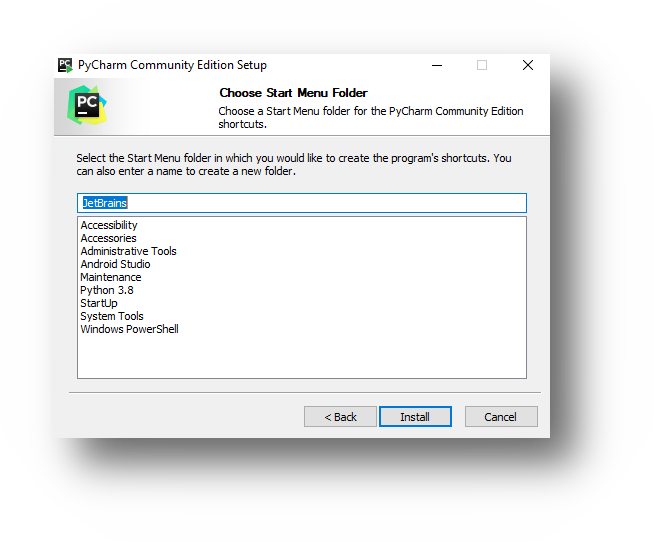 PC PyCharm Community Edition Setup
PC
Choose Start Menu Folder
Choose a Start Menu folder for the PyCharm Community Edition
shortcuts.
Select the Start Menu folder in which you would like to create the program's shortcuts. You
can also enter a name to create a new folder.
JetBrains
Accessibility
Accessories
Administrative Tools
Android Studio
Maintenance
Python 3.8
StartUp
System Tools
Windows PowerShell
< Back Install Cancel